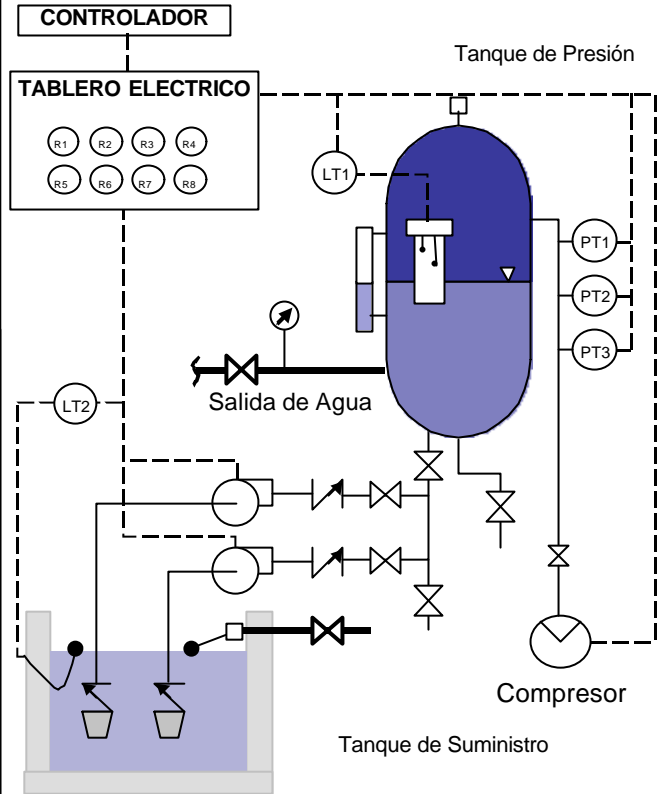 CONTROLADOR
Tanque de Presión
TABLERO ELECTRICO
R1 R2 R3 R4
R5 R6 R7 R8
LT1
PT1
PT2
PT3
Salida de Agua
LT2
Compresor
Tanque de Suministro